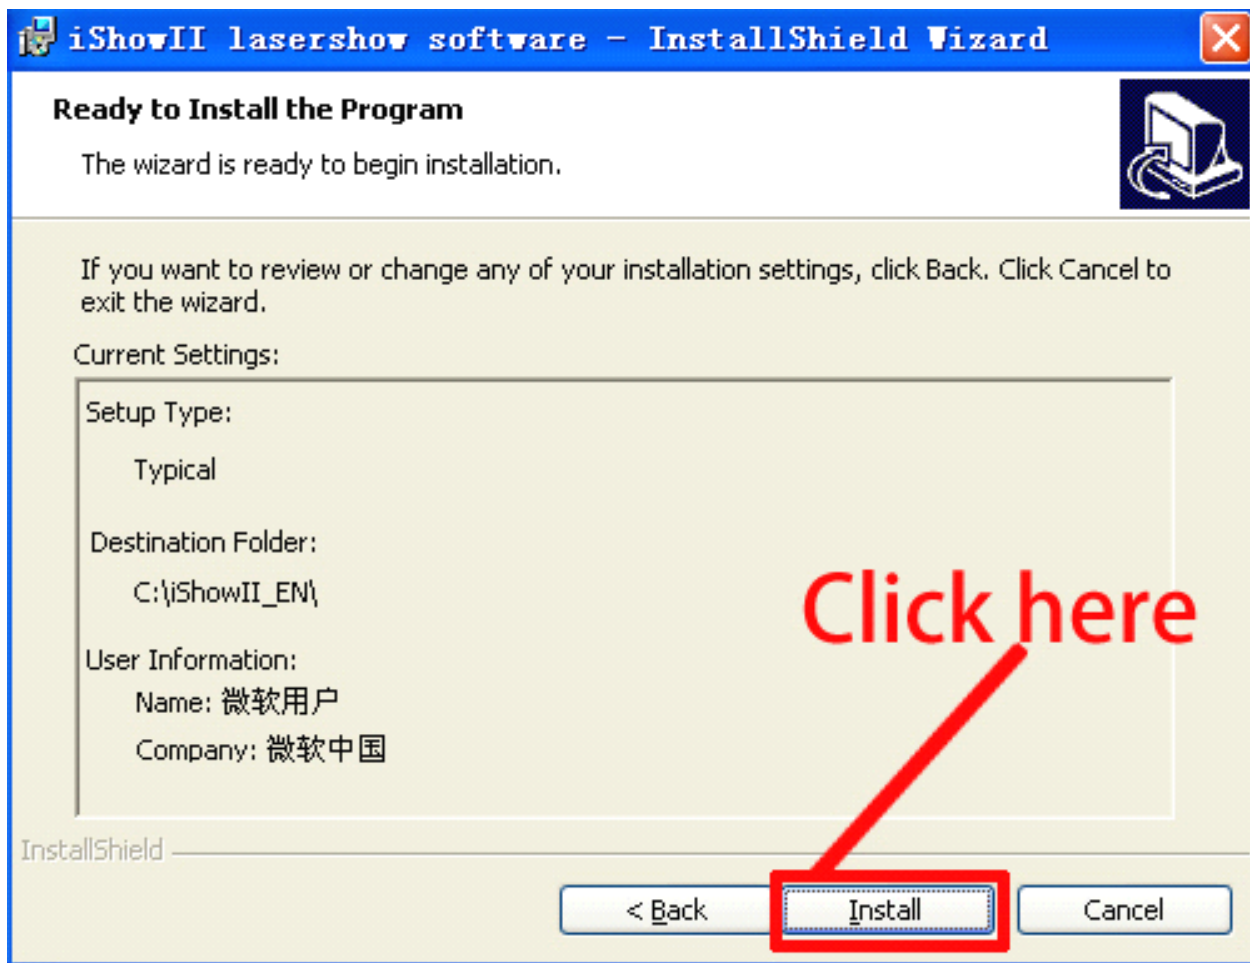 iShowII lasershow software - InstallShield Wizard
Ready to Install the Program
The wizard is ready to begin installation.
If you want to review or change any of your installation settings, click Back. Click Cancel to
exit the wizard.
Current Settings:
Setup Type:
Typical
Destination Folder:
C:\iShowII_EN\
User Information:
Name: 微软用户
Company: 微软中国
Click here
InstallShield
< Back
Install
Cancel